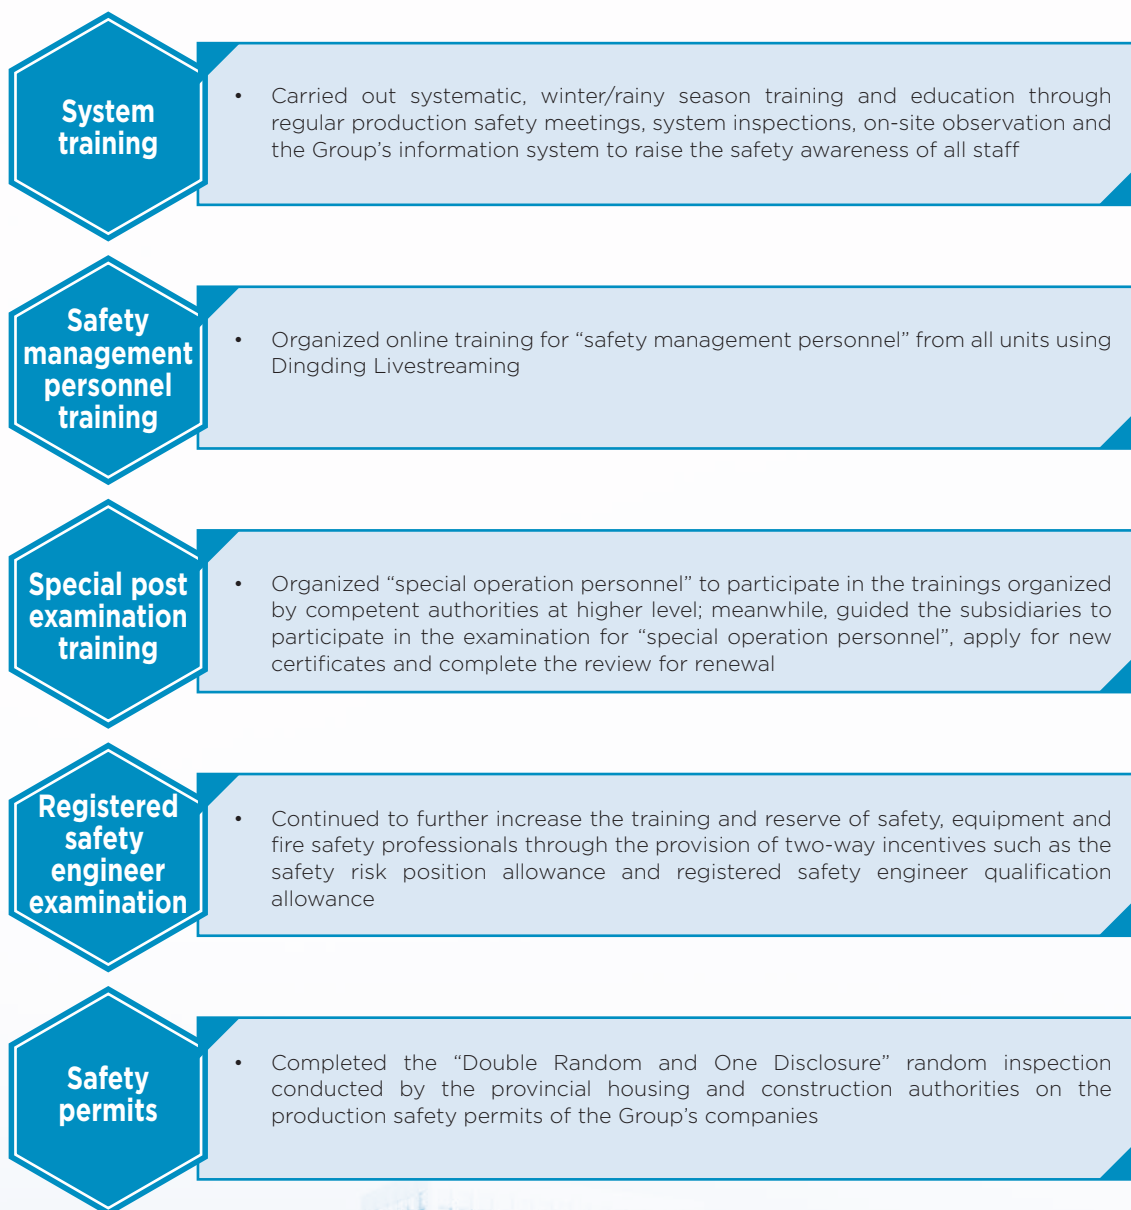 System
training
• Carried out systematic, winter/rainy season training and education through
regular production safety meetings, system inspections, on-site observation and
the Group’s information system to raise the safety awareness of all staff
Safety
management
personnel
training
• Organized online training for “safety management personnel” from all units using
Dingding Livestreaming
Special post
examination
training
• Organized “special operation personnel” to participate in the trainings organized
by competent authorities at higher level; meanwhile, guided the subsidiaries to
participate in the examination for “special operation personnel”, apply for new
certificates and complete the review for renewal
Registered
safety
engineer
examination
• Continued to further increase the training and reserve of safety, equipment and
fire safety professionals through the provision of two-way incentives such as the
safety risk position allowance and registered safety engineer qualification
allowance
Safety
permits
• Completed the “Double Random and One Disclosure” random inspection
conducted by the provincial housing and construction authorities on the
production safety permits of the Group’s companies